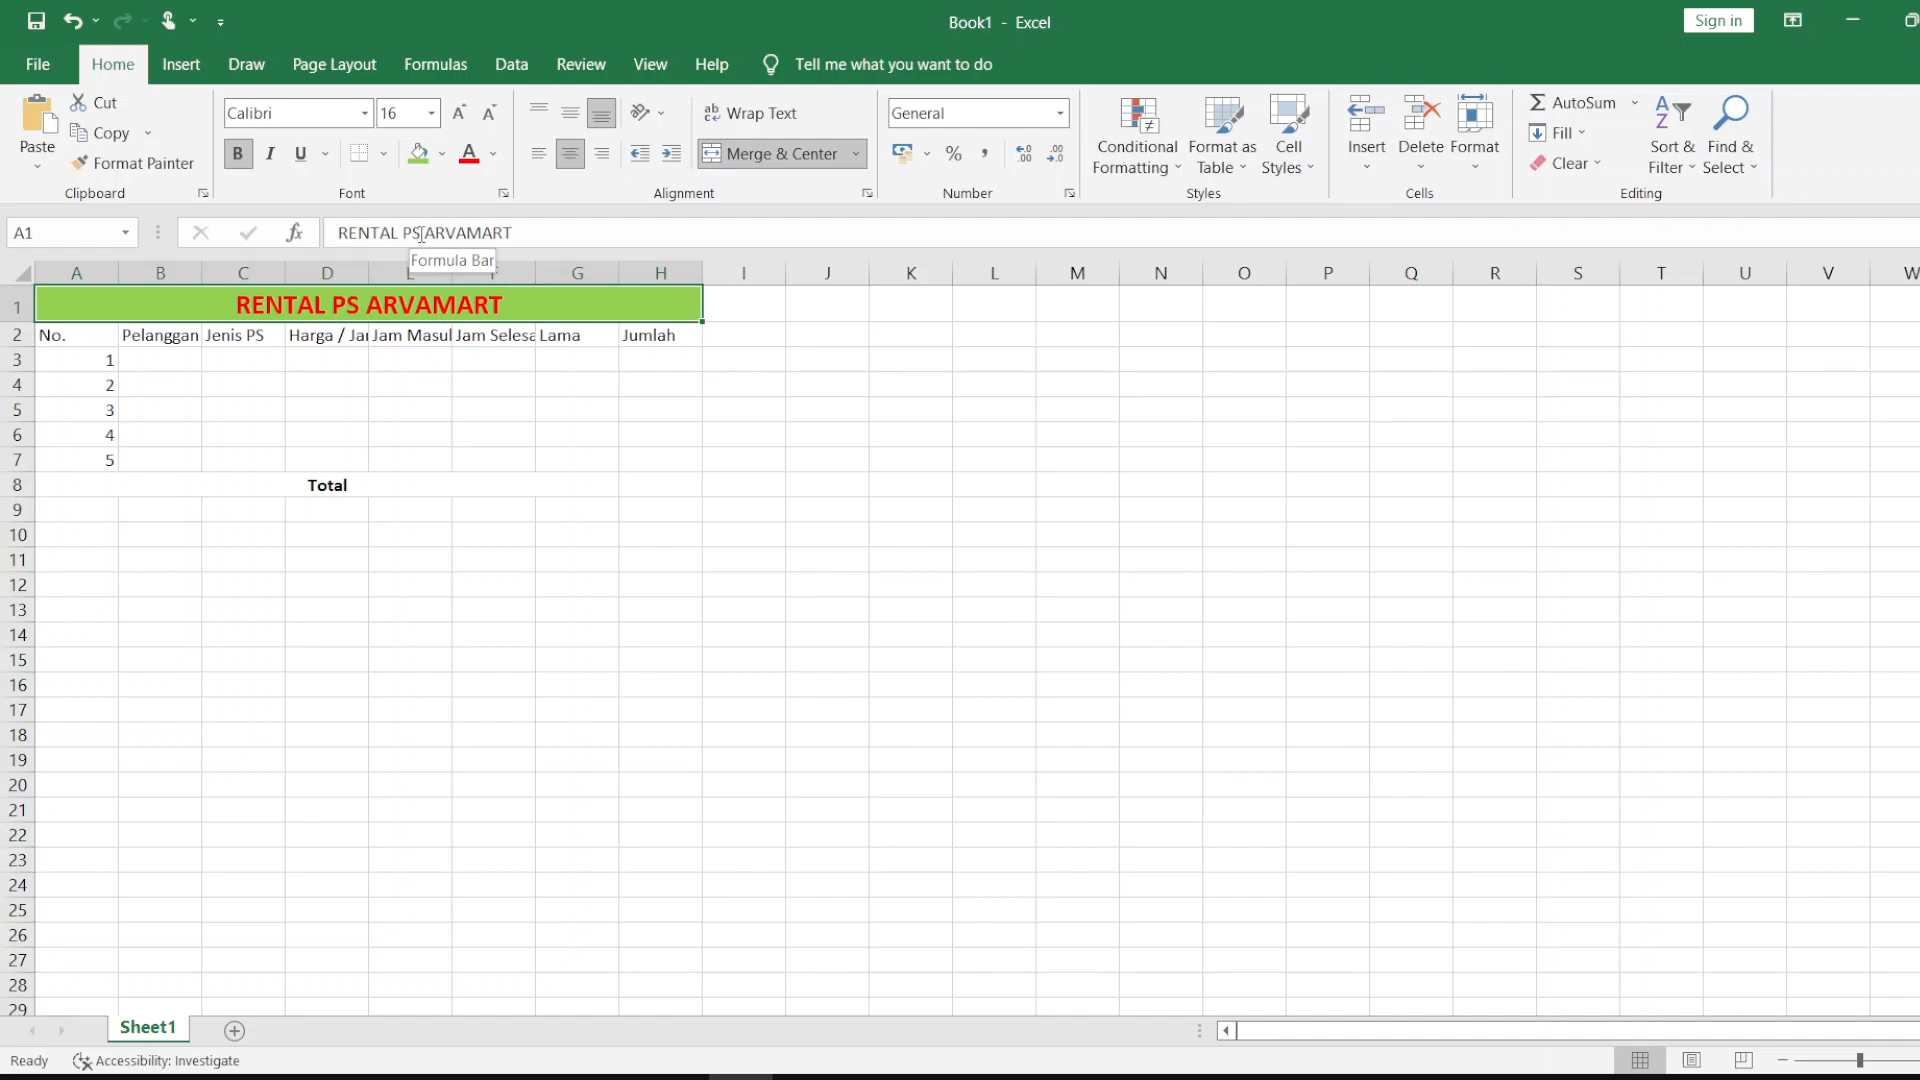 Book1 - Excel
Sign in
File Home Insert Draw Page Layout Formulas Data Review View Help Tell me what you want to do
Paste
Cut
Copy
Format Painter
Clipboard
Calibri 16
B I U A
Font
ab Wrap Text
Merge & Center
Alignment
General
% ,
Number
Conditional Formatting
Format as Table
Cell Styles
Styles
Insert Delete Format
Cells
AutoSum
Fill
Clear
Sort & Filter
Find & Select
Editing
A1 fx RENTAL PS ARVAMART
Formula Bar
A B C D E F G H I J K L M N O P Q R S T U V W
1 RENTAL PS ARVAMART
2 No. Pelanggan Jenis PS Harga / Ja Jam Masul Jam Selesa Lama Jumlah
3 1
4 2
5 3
6 4
7 5
8 Total
9
10
11
12
13
14
15
16
17
18
19
20
21
22
23
24
25
26
27
28
29
Sheet1
Ready Accessibility: Investigate